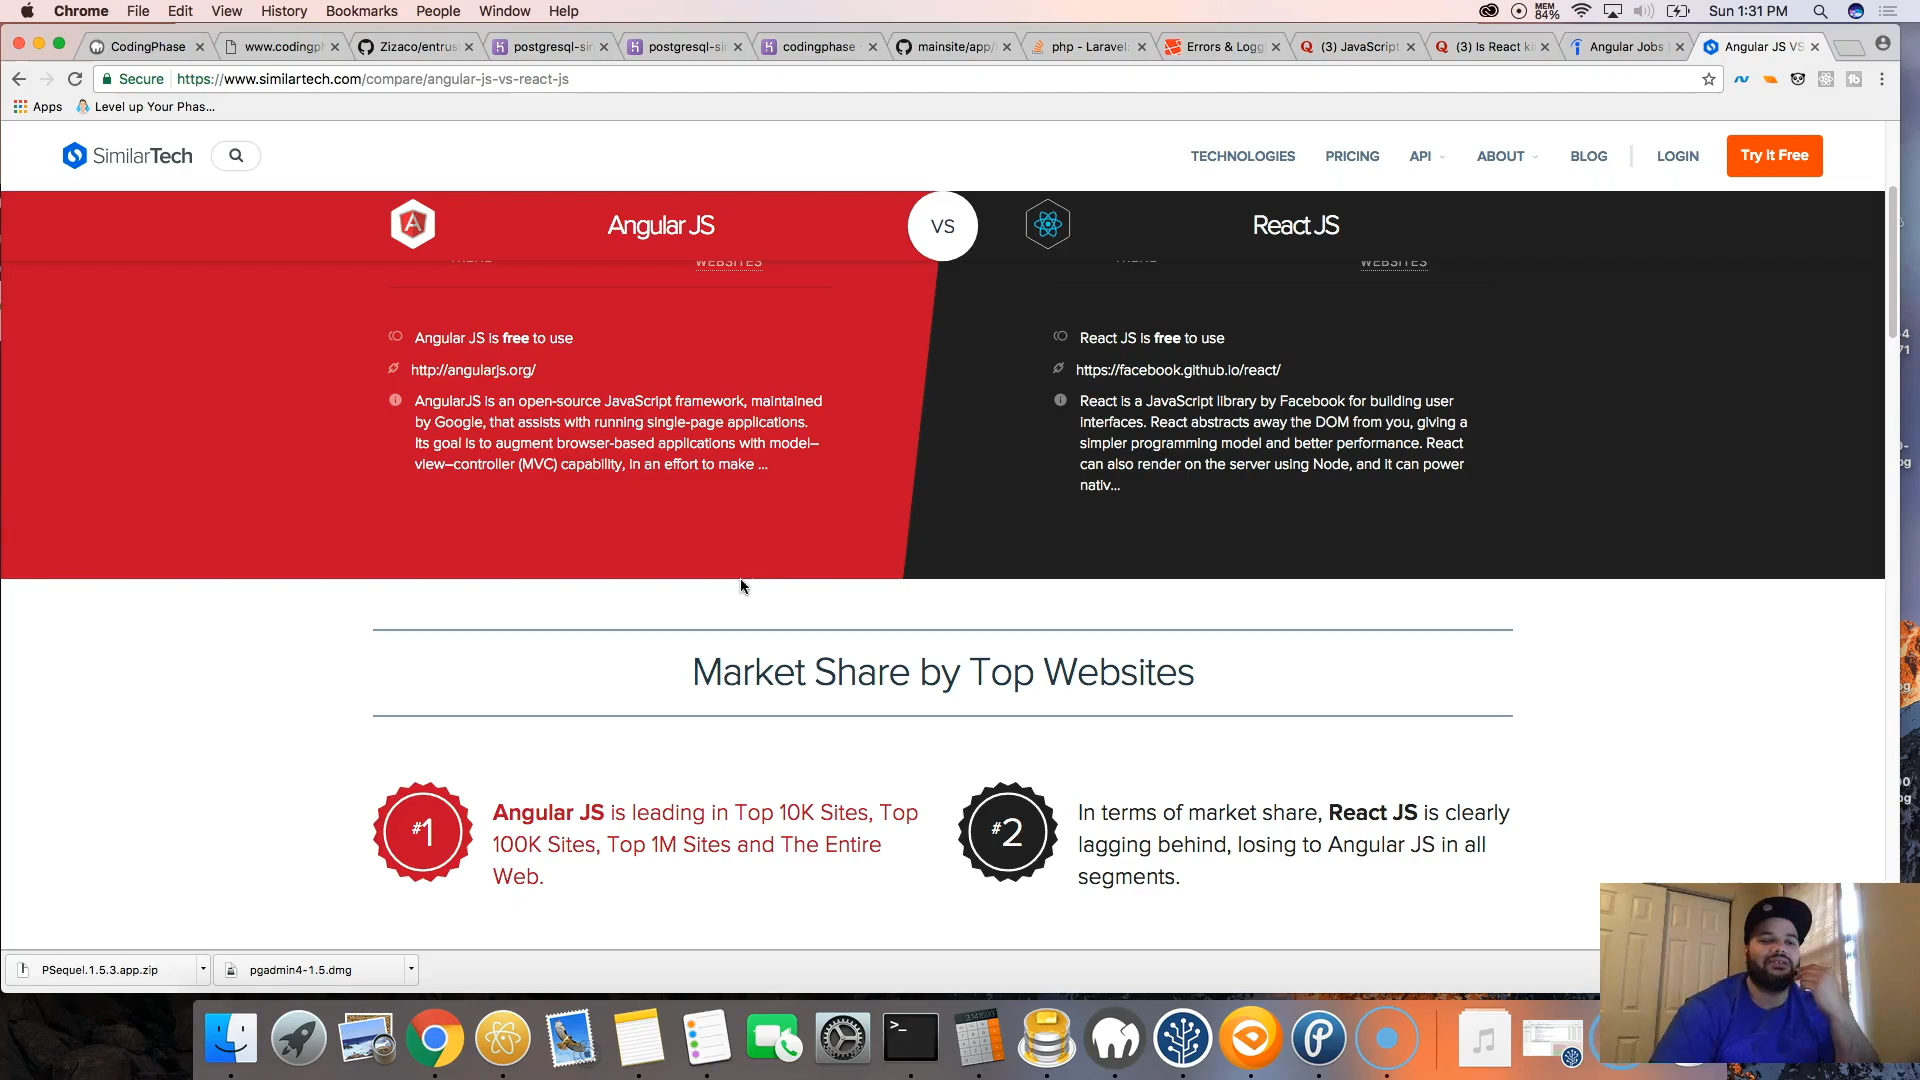 Chrome File Edit View History Bookmarks People Window Help
MEM
84%
Sun 1:31 PM
CodingPhase
www.codingph
Zizaco/entrus
postgresql-sin
postgresql-sin
codingphase
mainsite/app/
php - Laravel:
Errors & Loggi
(3) JavaScript
(3) Is React kil
Angular Jobs
Angular JS VS
Secure https://www.similartech.com/compare/angular-js-vs-react-js
Apps Level up Your Phas...
SimilarTech
TECHNOLOGIES PRICING API ABOUT BLOG LOGIN Try It Free
Angular JS VS React JS
WEBSITES WEBSITES
Angular JS is free to use
http://angularjs.org/
AngularJS is an open-source JavaScript framework, maintained
by Google, that assists with running single-page applications.
Its goal is to augment browser-based applications with model–
view–controller (MVC) capability, in an effort to make ...
React JS is free to use
https://facebook.github.io/react/
React is a JavaScript library by Facebook for building user
interfaces. React abstracts away the DOM from you, giving a
simpler programming model and better performance. React
can also render on the server using Node, and it can power
nativ...
Market Share by Top Websites
#1
Angular JS is leading in Top 10K Sites, Top
100K Sites, Top 1M Sites and The Entire
Web.
#2
In terms of market share, React JS is clearly
lagging behind, losing to Angular JS in all
segments.
PSequel.1.5.3.app.zip
pgadmin4-1.5.dmg